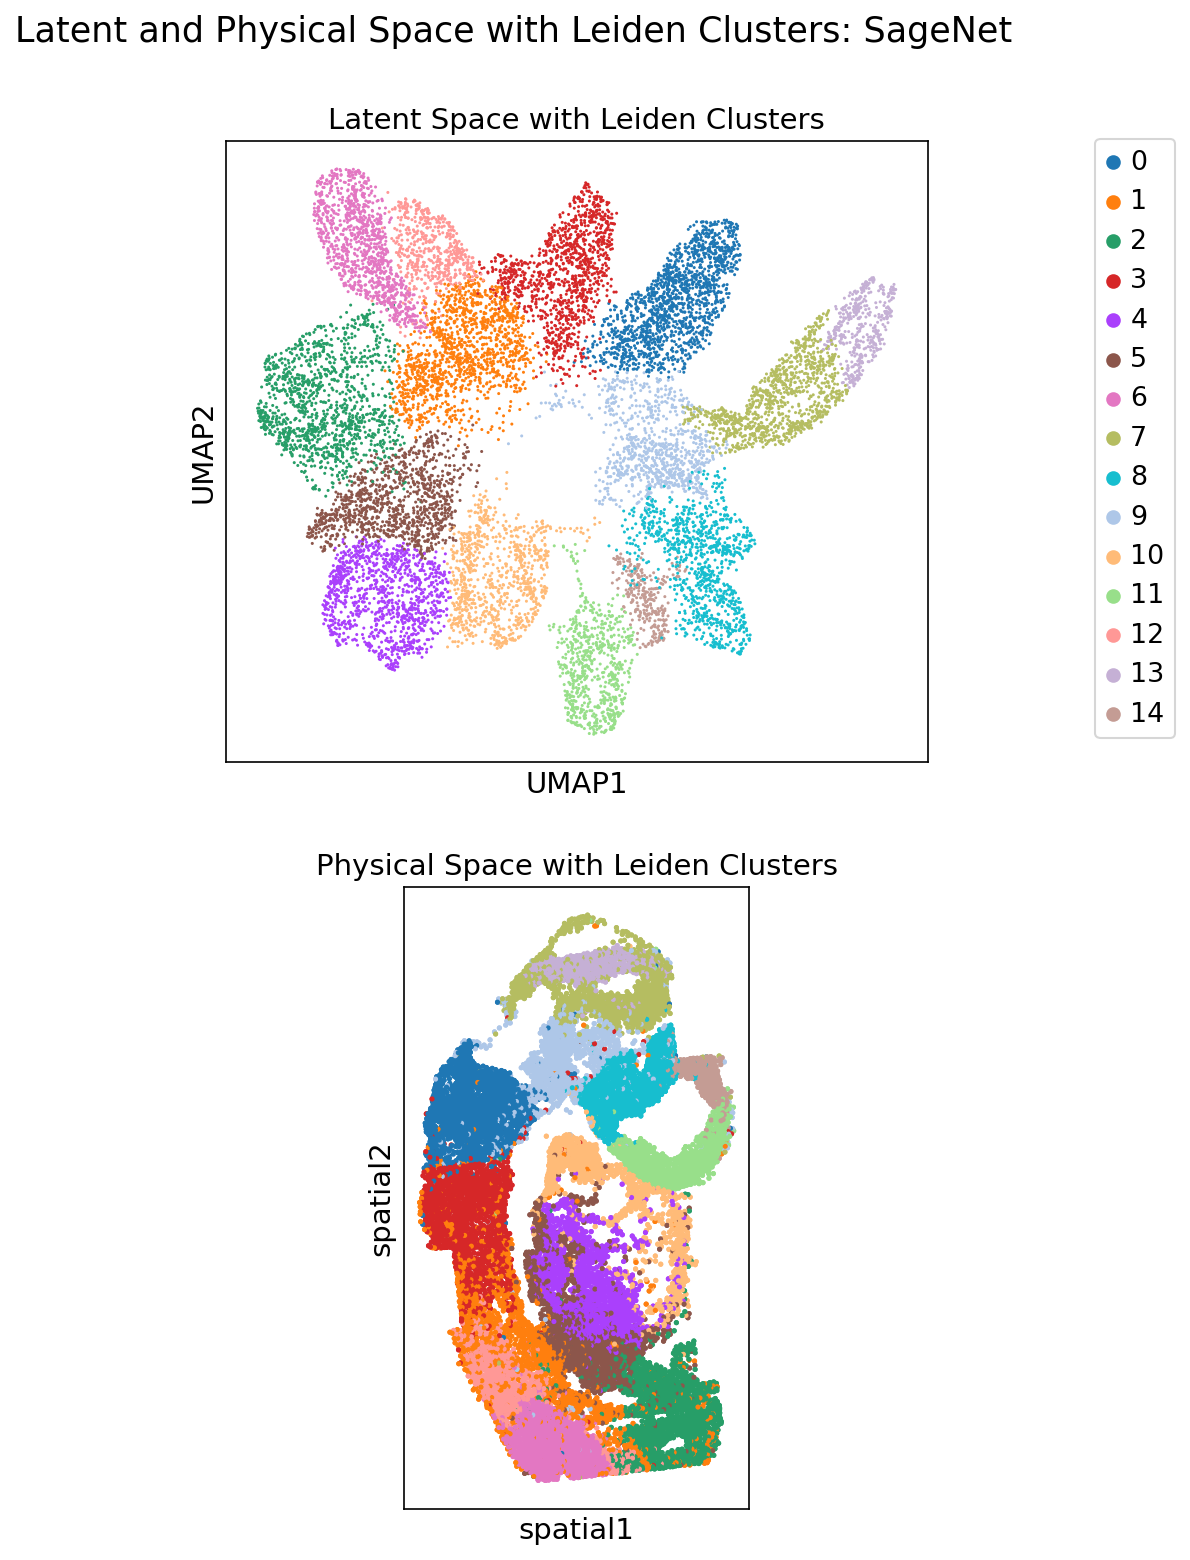 Latent and Physical Space with Leiden Clusters: SageNet
Latent Space with Leiden Clusters
UMAP2
UMAP1
0
1
2
3
4
5
6
7
8
9
10
11
12
13
14
Physical Space with Leiden Clusters
spatial2
spatial1